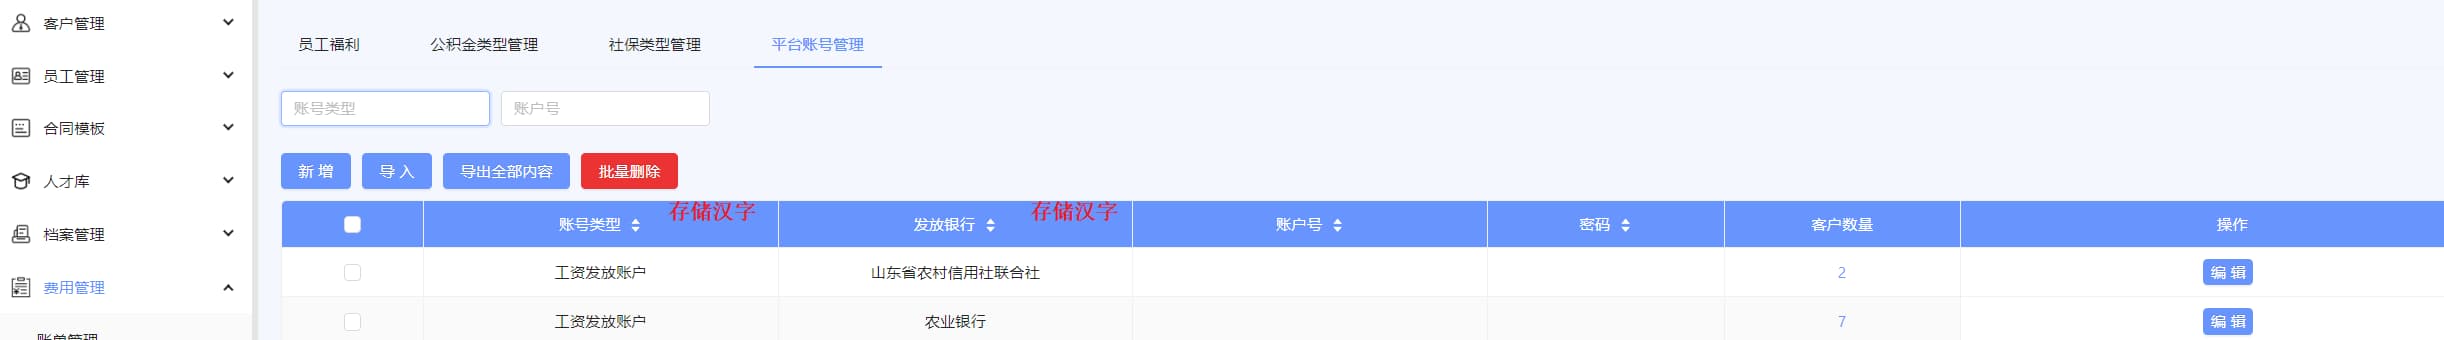 客户管理
员工管理
合同模板
人才库
档案管理
费用管理
账单管理
员工福利 公积金类型管理 社保类型管理 平台账号管理
账号类型 账户号
新 增 导 入 导出全部内容 批量删除
存储汉字 存储汉字
账号类型 发放银行 账户号 密码 客户数量 操作
工资发放账户 山东省农村信用社联合社 2 编 辑
工资发放账户 农业银行 7 编 辑